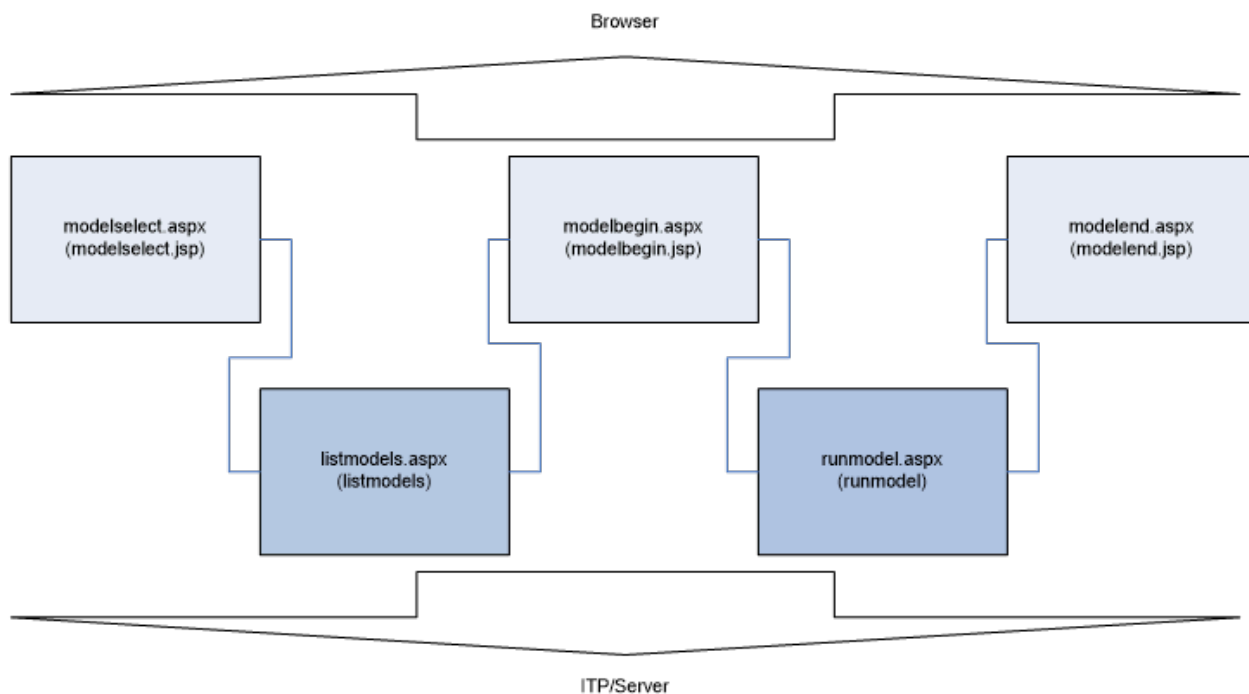 Browser
modelselect.aspx
(modelselect.jsp)
modelbegin.aspx
(modelbegin.jsp)
modelend.aspx
(modelend.jsp)
listmodels.aspx
(listmodels)
runmodel.aspx
(runmodel)
ITP/Server